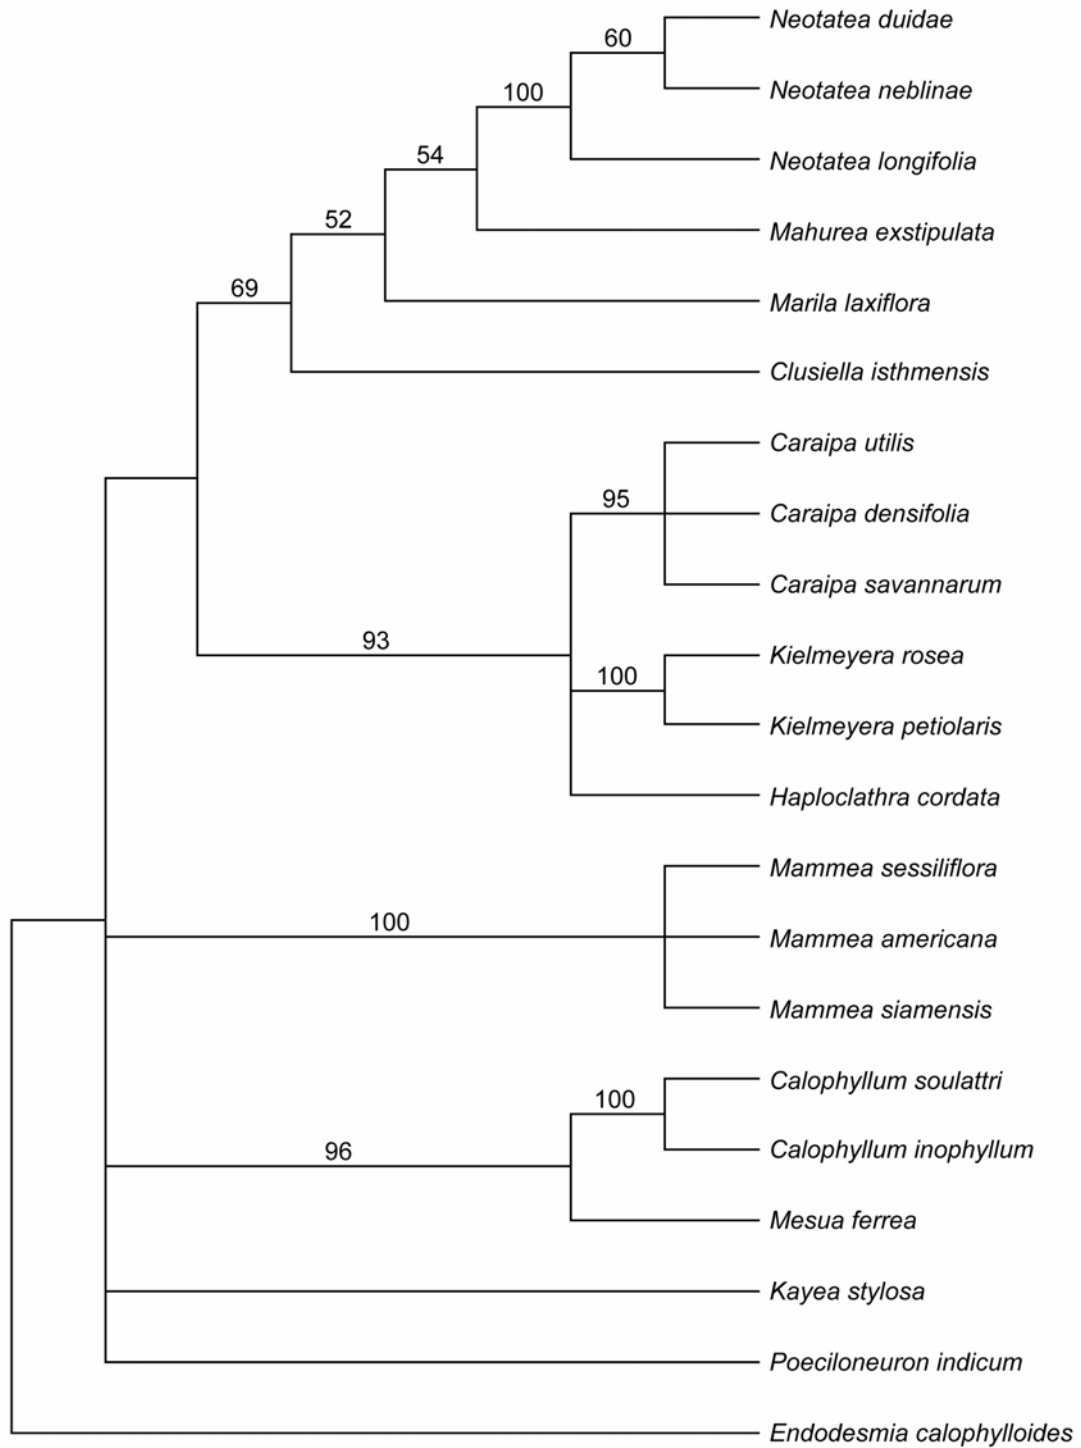 Neotatea duidae
60
Neotatea neblinae
100
Neotatea longifolia
54
Mahurea exstipulata
52
Marila laxiflora
69
Clusiella isthmensis
Caraipa utilis
95
Caraipa densifolia
Caraipa savannarum
93
Kielmeyera rosea
100
Kielmeyera petiolaris
Haploclathra cordata
Mammea sessiliflora
100
Mammea americana
Mammea siamensis
Calophyllum soulattri
100
Calophyllum inophyllum
96
Mesua ferrea
Kayea stylosa
Poeciloneuron indicum
Endodesmia calophylloides